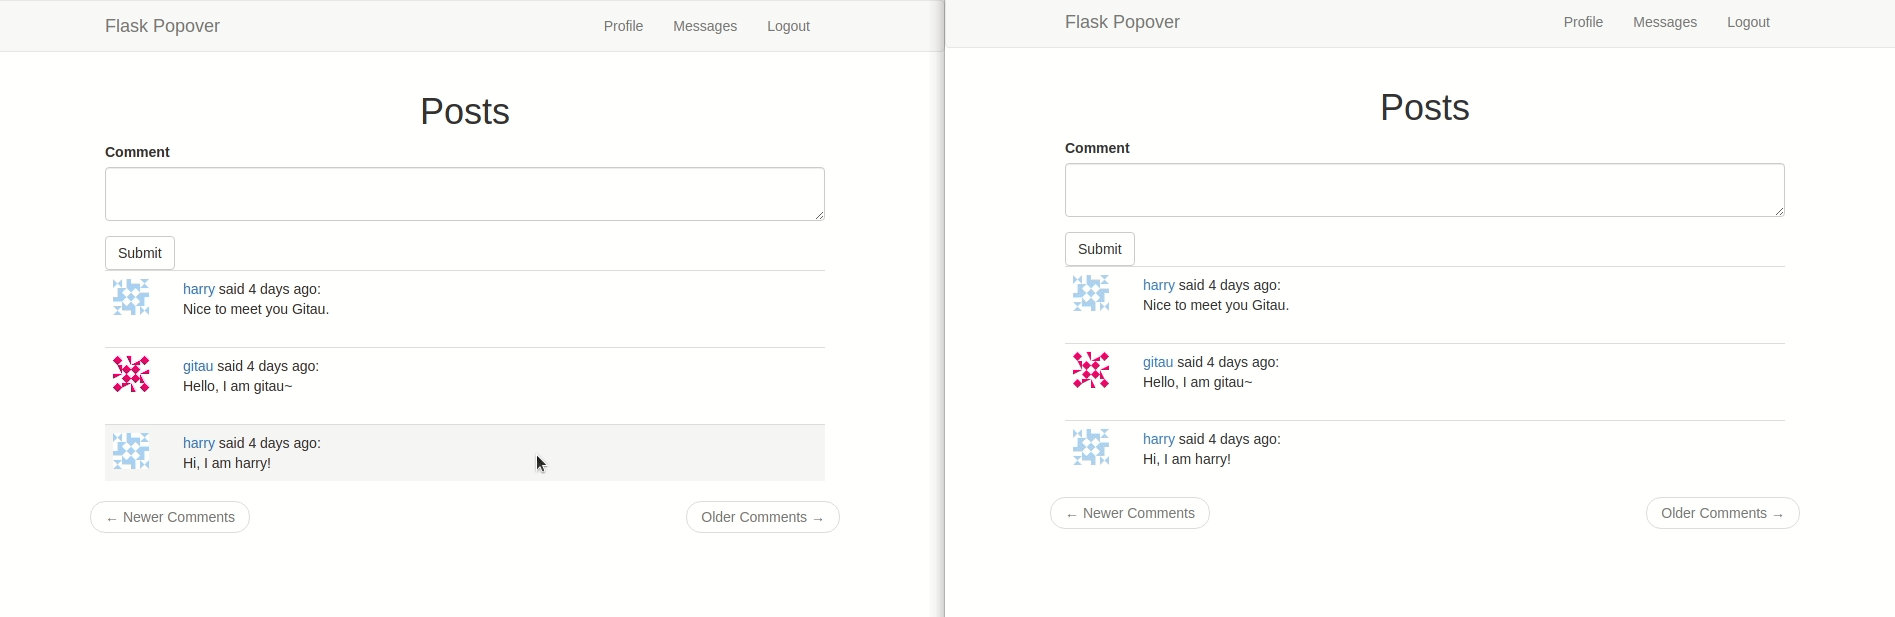 Flask Popover Profile Messages Logout
Posts
Comment
Submit
harry said 4 days ago:
Nice to meet you Gitau.
gitau said 4 days ago:
Hello, I am gitau~
harry said 4 days ago:
Hi, I am harry!
← Newer Comments Older Comments →
Flask Popover Profile Messages Logout
Posts
Comment
Submit
harry said 4 days ago:
Nice to meet you Gitau.
gitau said 4 days ago:
Hello, I am gitau~
harry said 4 days ago:
Hi, I am harry!
← Newer Comments Older Comments →